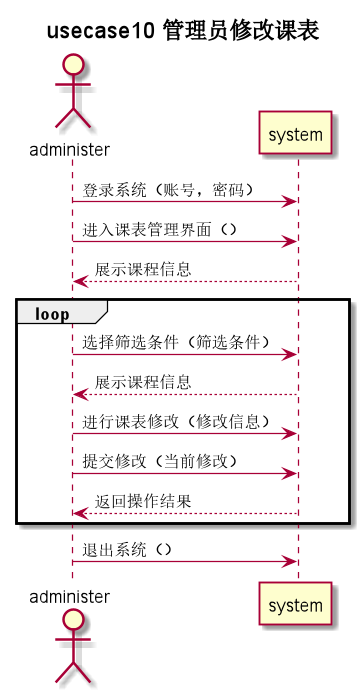 usecase10 管理员修改课表
administer
system
登录系统（账号，密码）
进入课表管理界面（）
展示课程信息
loop
选择筛选条件（筛选条件）
展示课程信息
进行课表修改（修改信息）
提交修改（当前修改）
返回操作结果
退出系统（）
administer
system